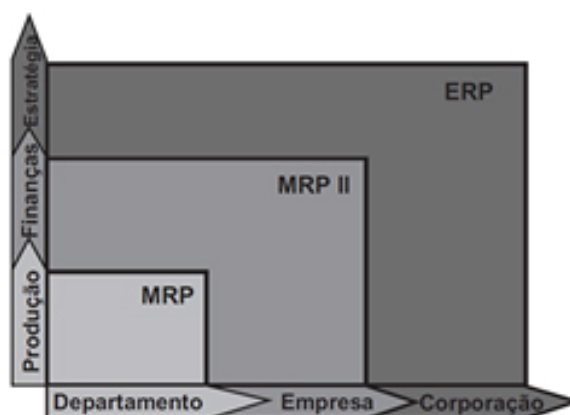 Estratégia
ERP
Finanças
MRP II
Produção
MRP
Departamento
Empresa
Corporação